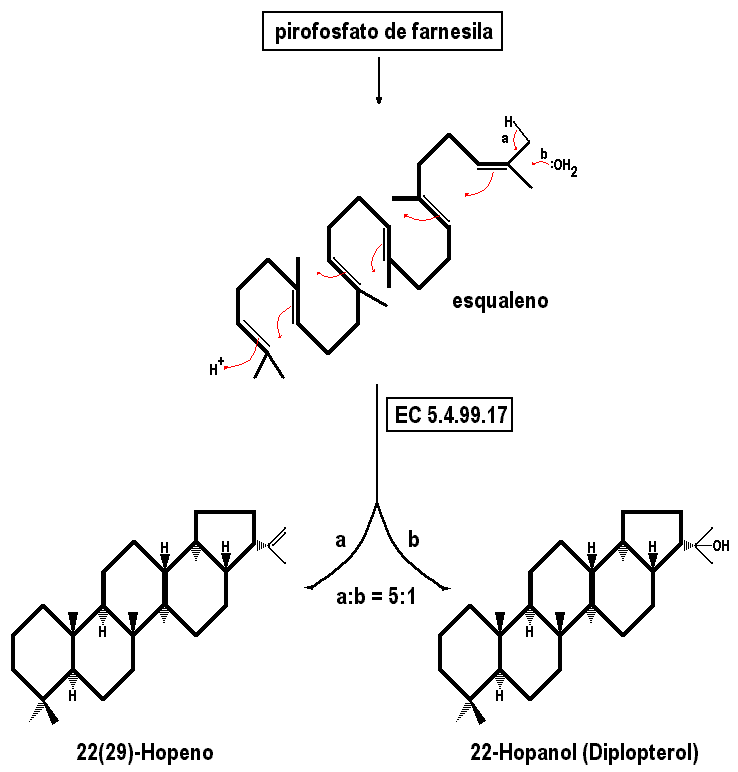 pirofosfato de farnesila
H
a
b
:OH2
esqualeno
H+
EC 5.4.99.17
a
b
a:b = 5:1
H
H
H
H
H
H
H
H
OH
22(29)-Hopeno
22-Hopanol (Diplopterol)